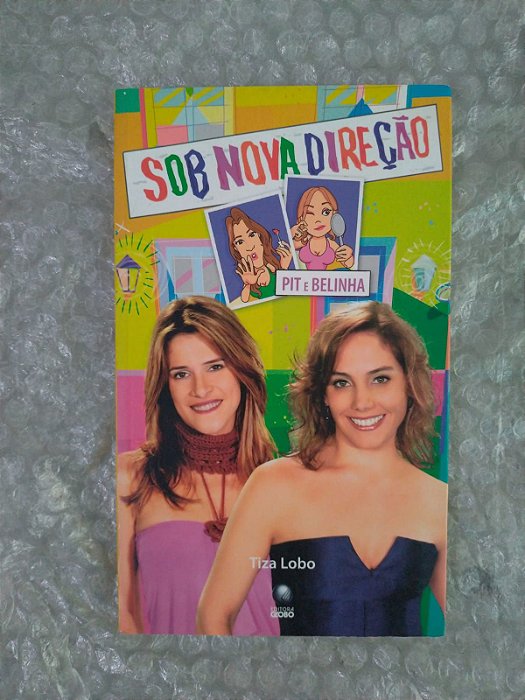 SOB NOVA DIREÇÃO
PIT E BELINHA
Tiza Lobo
EDITORA
GLOBO